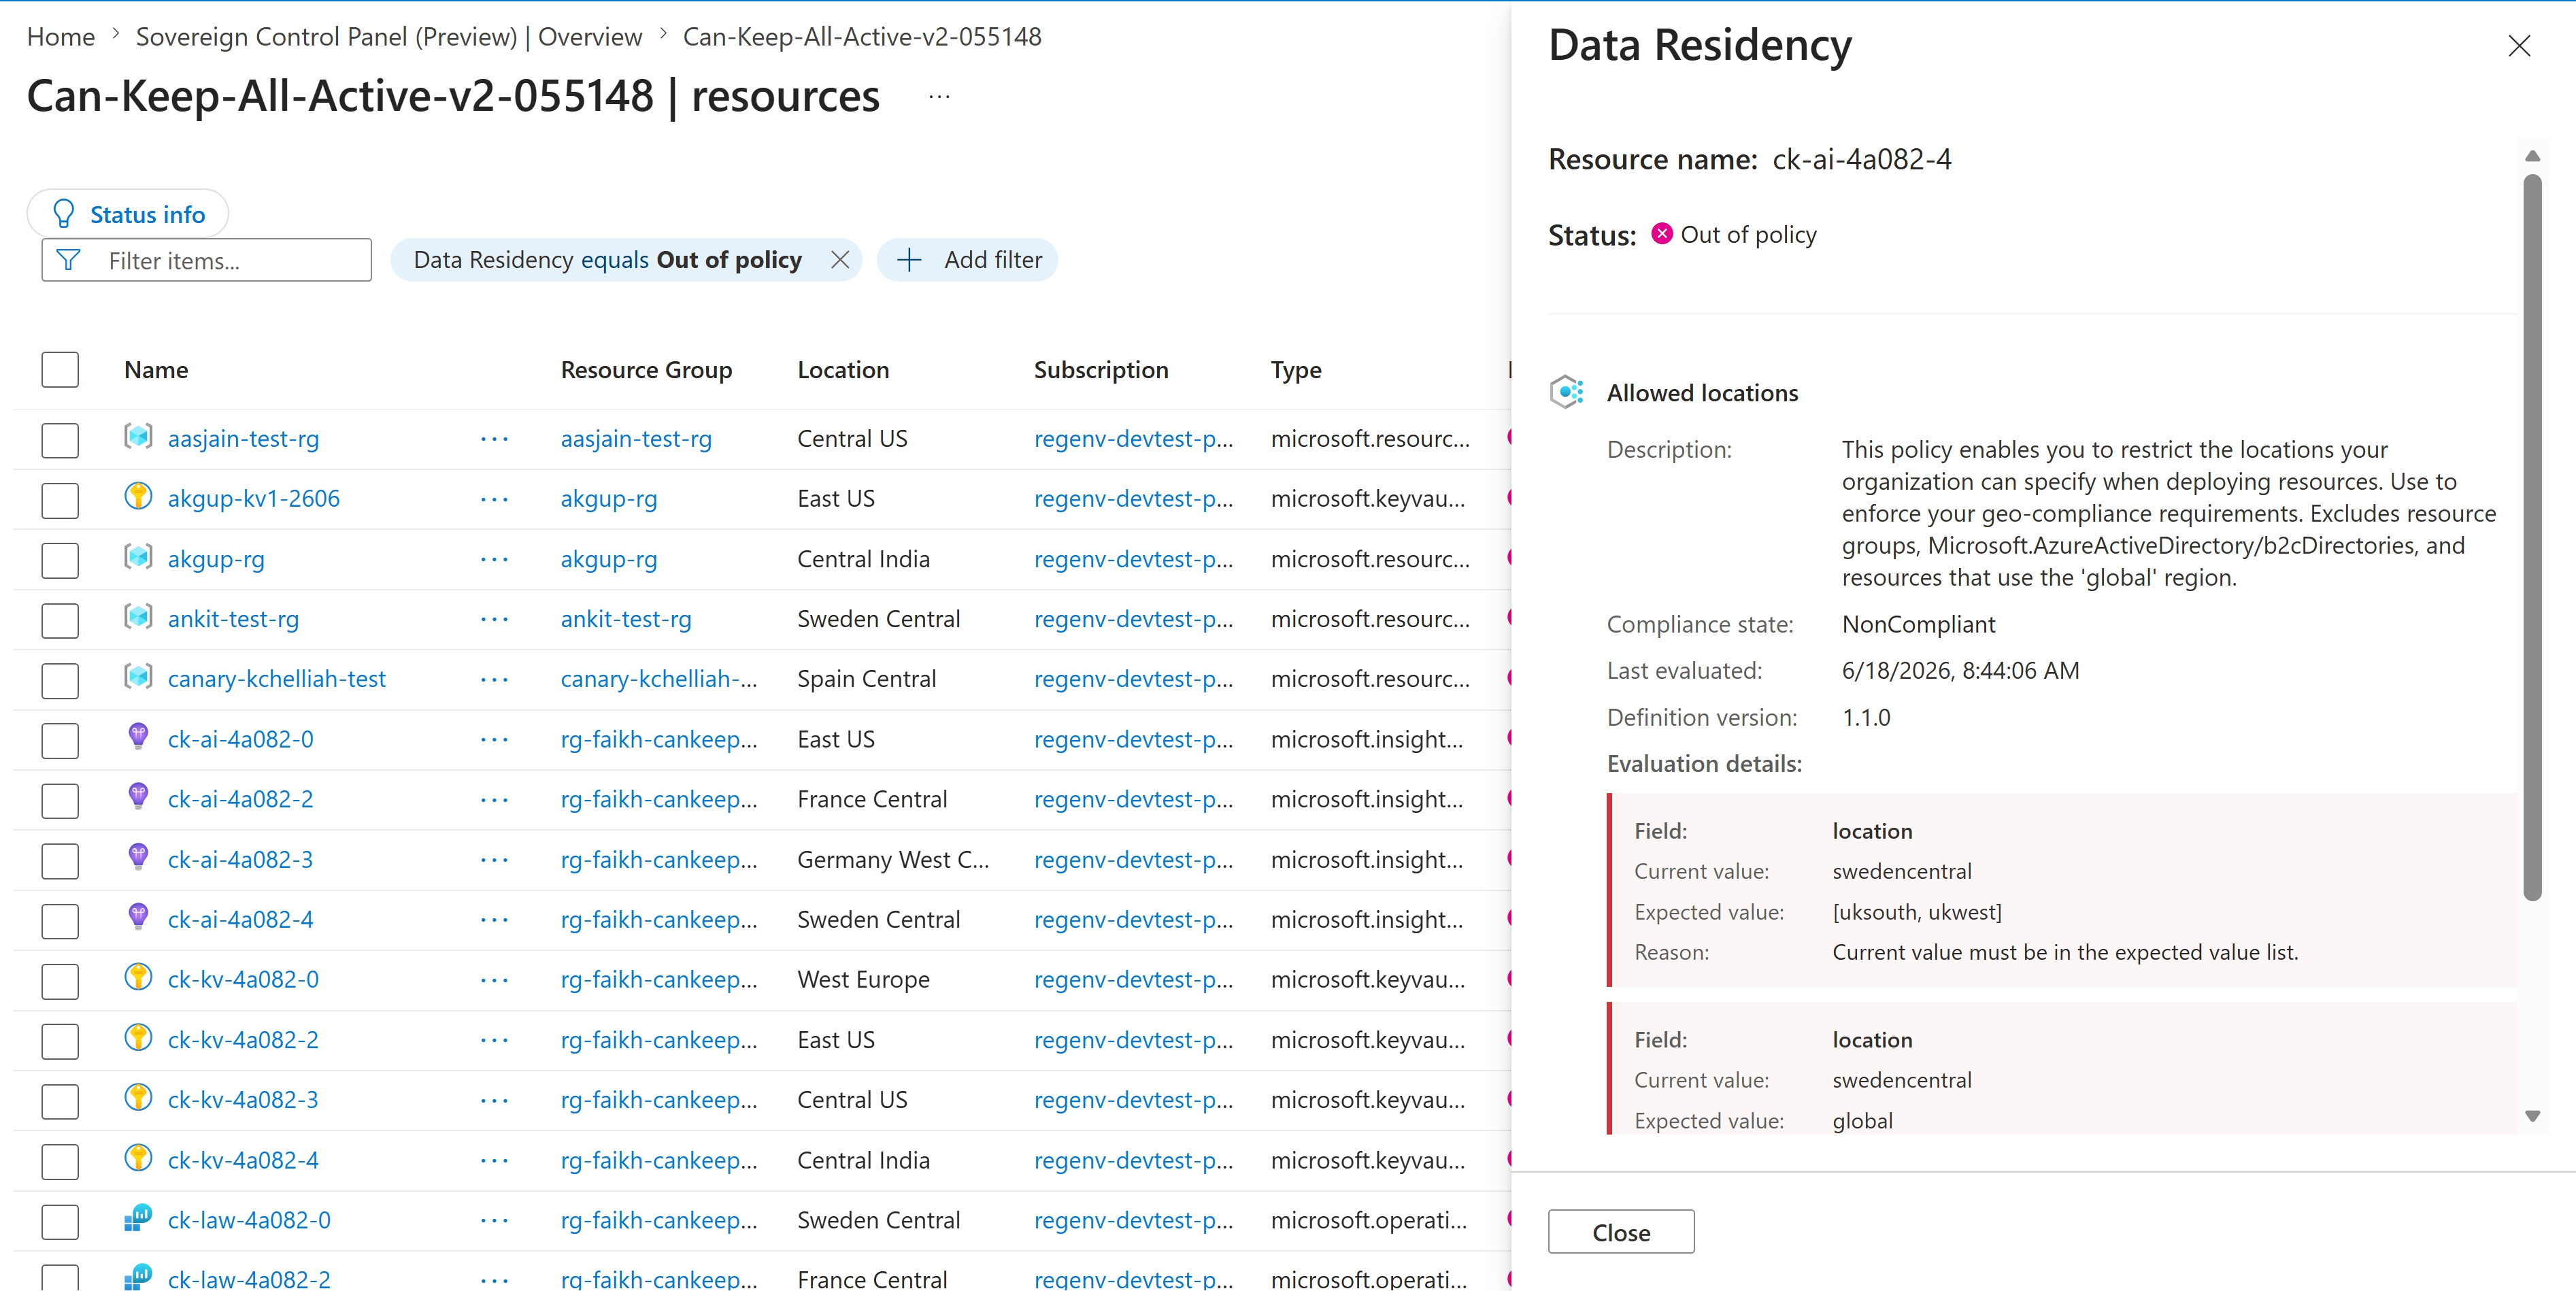 Home > Sovereign Control Panel (Preview) | Overview > Can-Keep-All-Active-v2-055148
Can-Keep-All-Active-v2-055148 | resources ...
Status info
Filter items...
Data Residency equals Out of policy
Add filter
Name Resource Group Location Subscription Type
aasjain-test-rg ... aasjain-test-rg Central US regenv-devtest-p... microsoft.resourc...
akgup-kv1-2606 ... akgup-rg East US regenv-devtest-p... microsoft.keyvau...
akgup-rg ... akgup-rg Central India regenv-devtest-p... microsoft.resourc...
ankit-test-rg ... ankit-test-rg Sweden Central regenv-devtest-p... microsoft.resourc...
canary-kchelliah-test ... canary-kchelliah-... Spain Central regenv-devtest-p... microsoft.resourc...
ck-ai-4a082-0 ... rg-faikh-cankeep... East US regenv-devtest-p... microsoft.insight...
ck-ai-4a082-2 ... rg-faikh-cankeep... France Central regenv-devtest-p... microsoft.insight...
ck-ai-4a082-3 ... rg-faikh-cankeep... Germany West C... regenv-devtest-p... microsoft.insight...
ck-ai-4a082-4 ... rg-faikh-cankeep... Sweden Central regenv-devtest-p... microsoft.insight...
ck-kv-4a082-0 ... rg-faikh-cankeep... West Europe regenv-devtest-p... microsoft.keyvau...
ck-kv-4a082-2 ... rg-faikh-cankeep... East US regenv-devtest-p... microsoft.keyvau...
ck-kv-4a082-3 ... rg-faikh-cankeep... Central US regenv-devtest-p... microsoft.keyvau...
ck-kv-4a082-4 ... rg-faikh-cankeep... Central India regenv-devtest-p... microsoft.keyvau...
ck-law-4a082-0 ... rg-faikh-cankeep... Sweden Central regenv-devtest-p... microsoft.operati...
ck-law-4a082-2 ... rg-faikh-cankeep... France Central regenv-devtest-p... microsoft.operati...
Data Residency
Resource name: ck-ai-4a082-4
Status: Out of policy
Allowed locations
Description: This policy enables you to restrict the locations your
organization can specify when deploying resources. Use to
enforce your geo-compliance requirements. Excludes resource
groups, Microsoft.AzureActiveDirectory/b2cDirectories, and
resources that use the 'global' region.
Compliance state: NonCompliant
Last evaluated: 6/18/2026, 8:44:06 AM
Definition version: 1.1.0
Evaluation details:
Field: location
Current value: swedencentral
Expected value: [uksouth, ukwest]
Reason: Current value must be in the expected value list.
Field: location
Current value: swedencentral
Expected value: global
Close